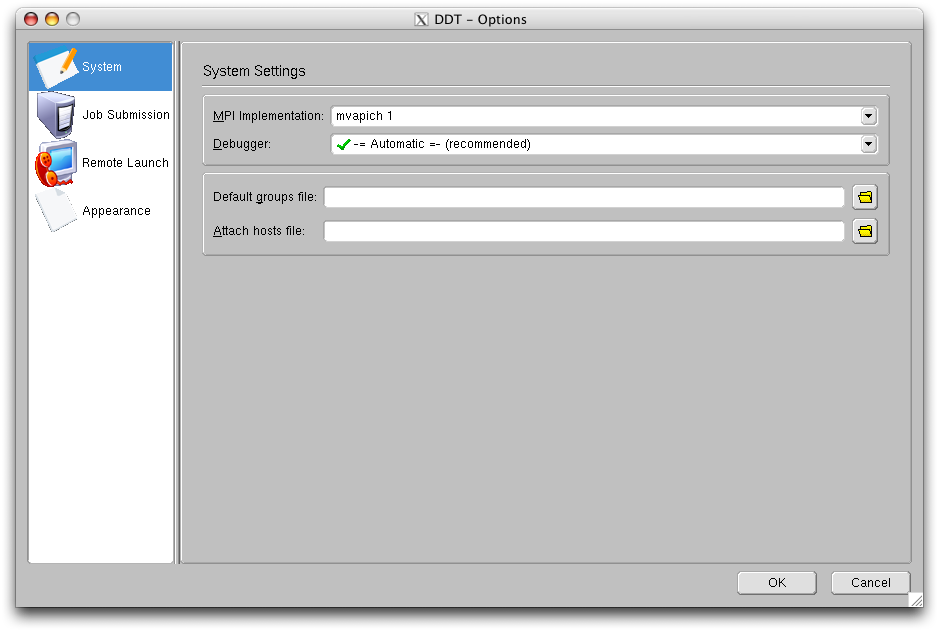 DDT - Options
System
Job Submission
Remote Launch
Appearance
System Settings
MPI Implementation: mvapich 1
Debugger: -= Automatic =- (recommended)
Default groups file:
Attach hosts file:
OK Cancel